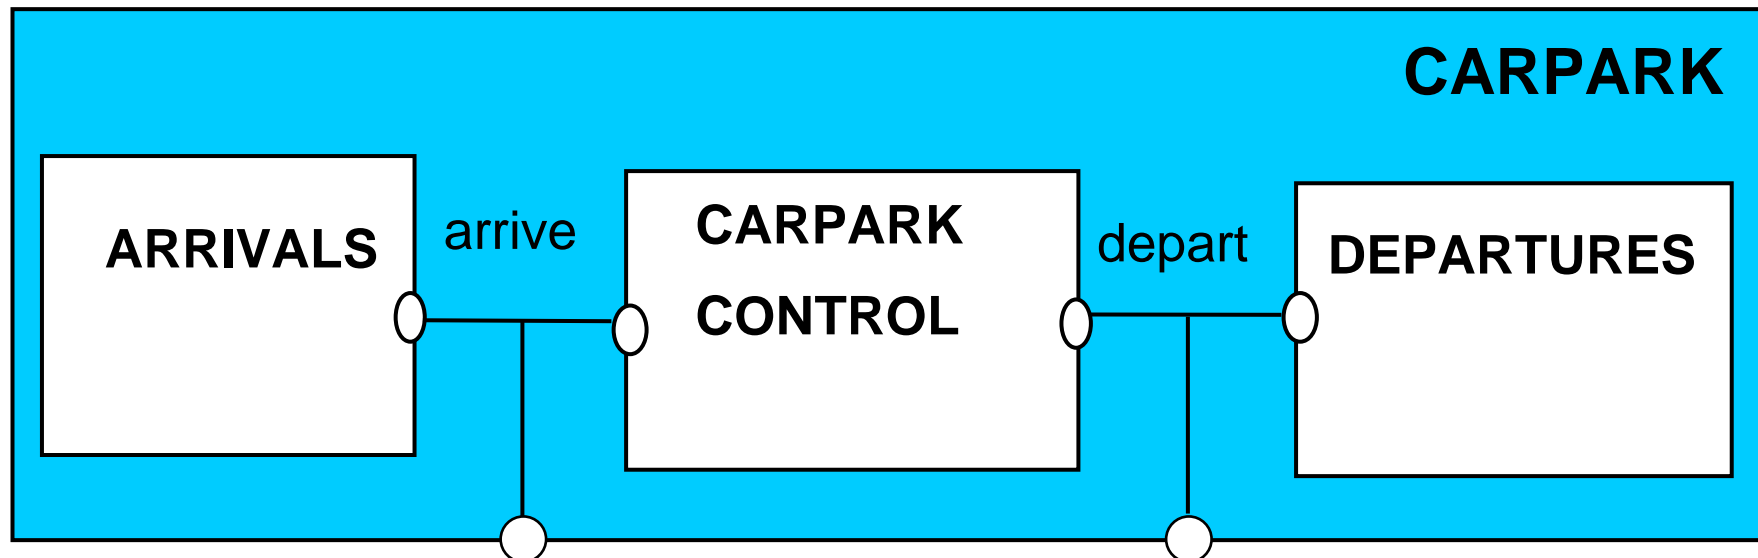 CARPARK
ARRIVALS
arrive
CARPARK
CONTROL
depart
DEPARTURES